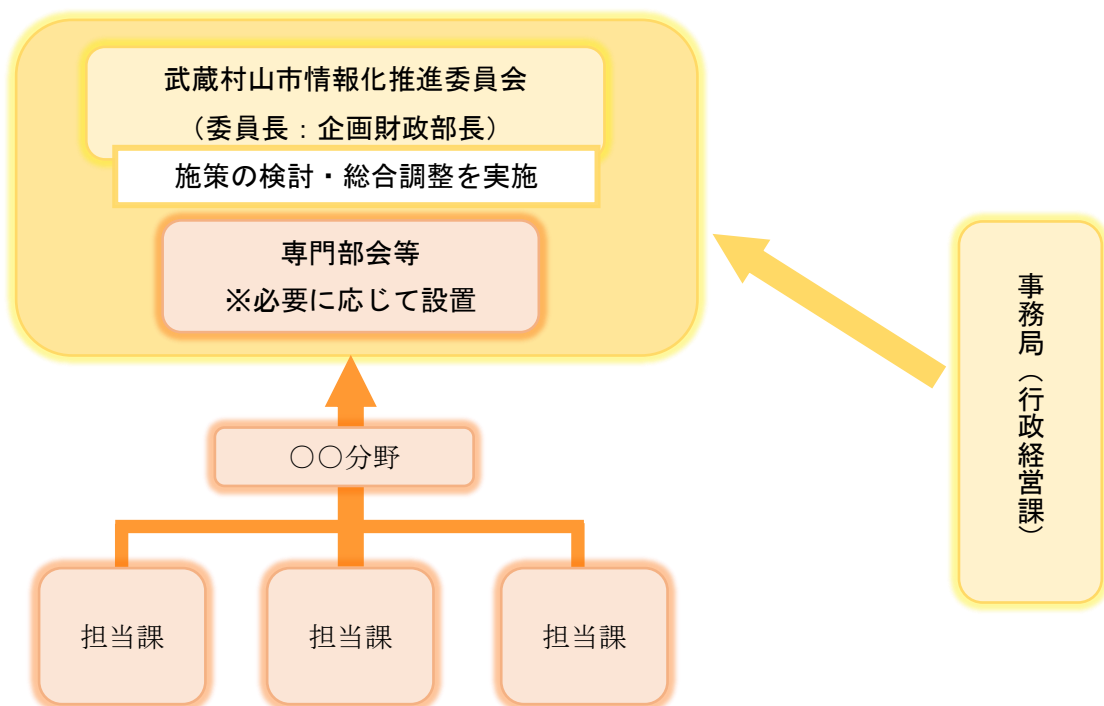 武蔵村山市情報化推進委員会
（委員長：企画財政部長）
施策の検討・総合調整を実施
専門部会等
※必要に応じて設置
事務局（行政経営課）
〇〇分野
担当課
担当課
担当課